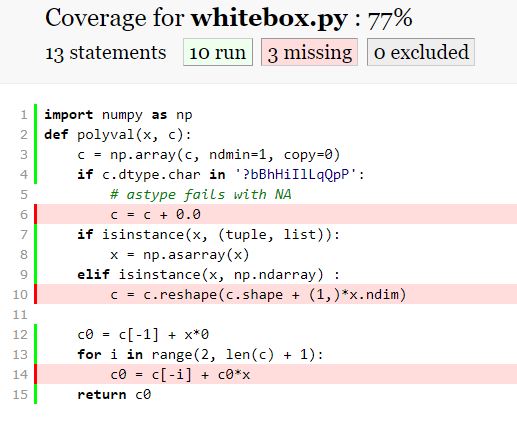 Coverage for whitebox.py : 77%
13 statements 10 run 3 missing 0 excluded
1 import numpy as np
2 def polyval(x, c):
3     c = np.array(c, ndmin=1, copy=0)
4     if c.dtype.char in '?bBhHiIlLqQpP':
5         # astype fails with NA
6         c = c + 0.0
7     if isinstance(x, (tuple, list)):
8         x = np.asarray(x)
9     elif isinstance(x, np.ndarray) :
10         c = c.reshape(c.shape + (1,)*x.ndim)
11
12     c0 = c[-1] + x*0
13     for i in range(2, len(c) + 1):
14         c0 = c[-i] + c0*x
15     return c0